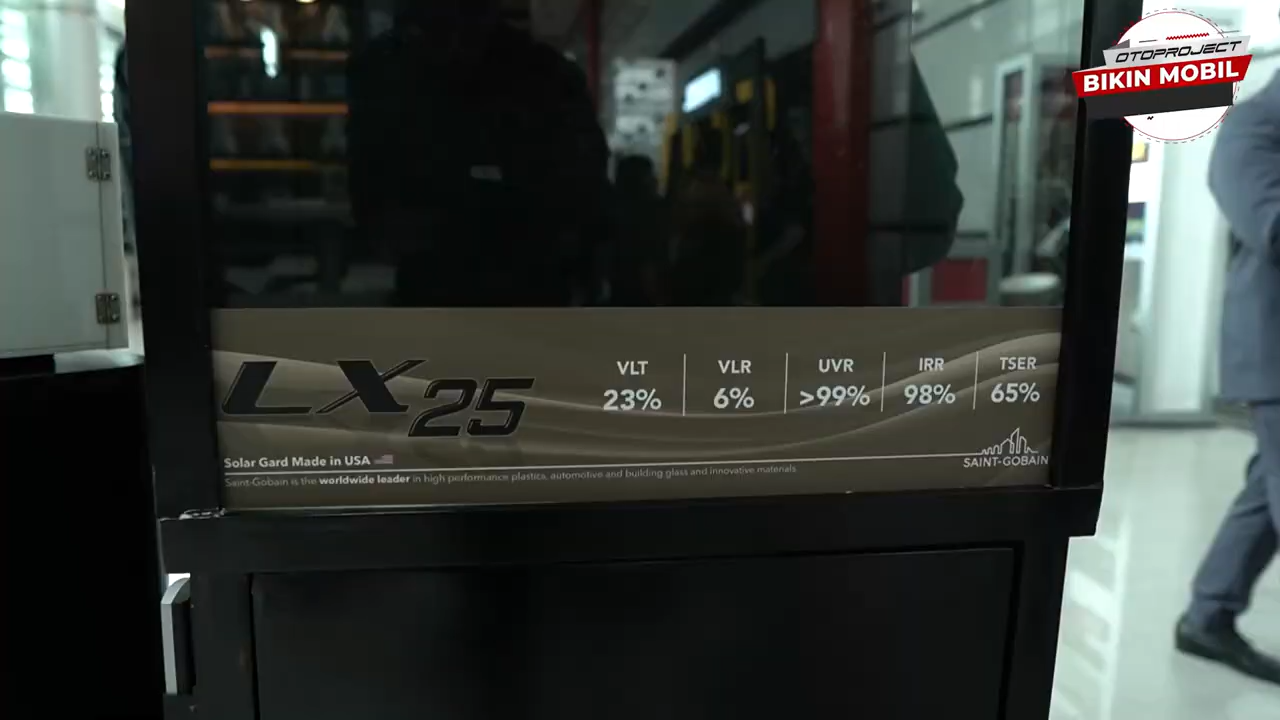 OTOPROJECT
BIKIN MOBIL
LX25
VLT VLR UVR IRR TSER
23% 6% >99% 98% 65%
Solar Gard Made in USA
Saint-Gobain is the worldwide leader in high performance plastics, automotive and building glass and innovative materials
SAINT-GOBAIN